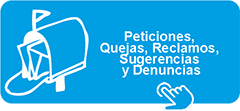 Peticiones,
Quejas, Reclamos,
Sugerencias
y Denuncias